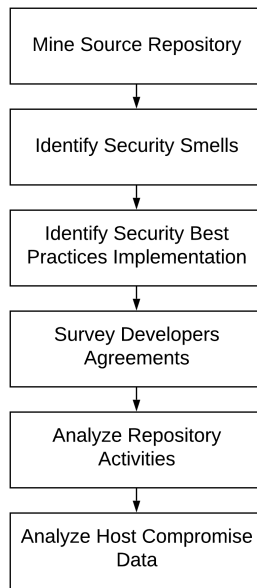 Mine Source Repository
Identify Security Smells
Identify Security Best
Practices Implementation
Survey Developers
Agreements
Analyze Repository
Activities
Analyze Host Compromise
Data